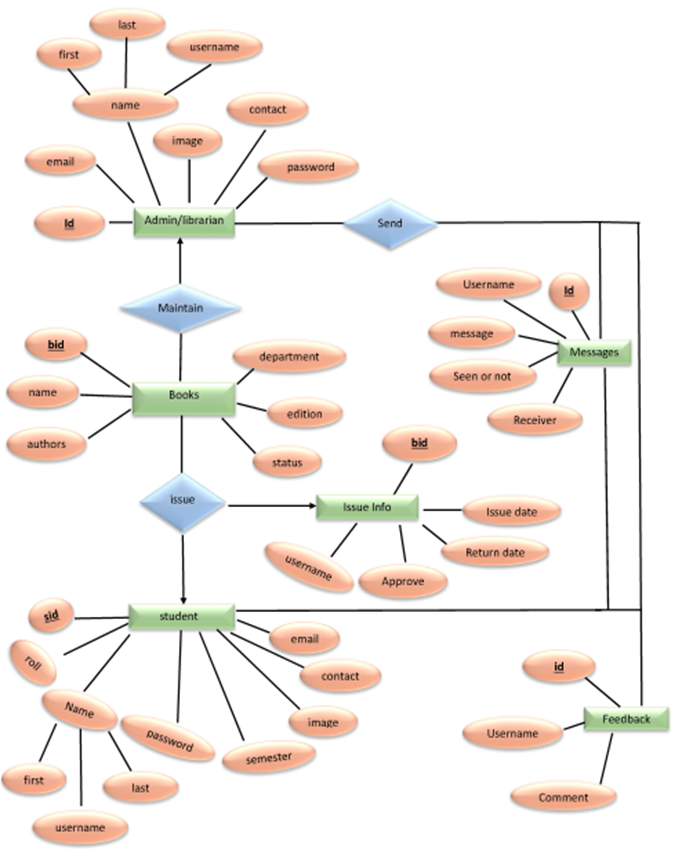 last
first
username
name
contact
image
email
password
Id
Admin/librarian
Send
Username
Id
Maintain
message
Messages
bid
department
Seen or not
name
Books
edition
Receiver
authors
bid
status
issue
Issue Info
Issue date
Return date
username
Approve
sid
student
email
roll
contact
id
Name
image
Feedback
password
Username
semester
first
last
Comment
username